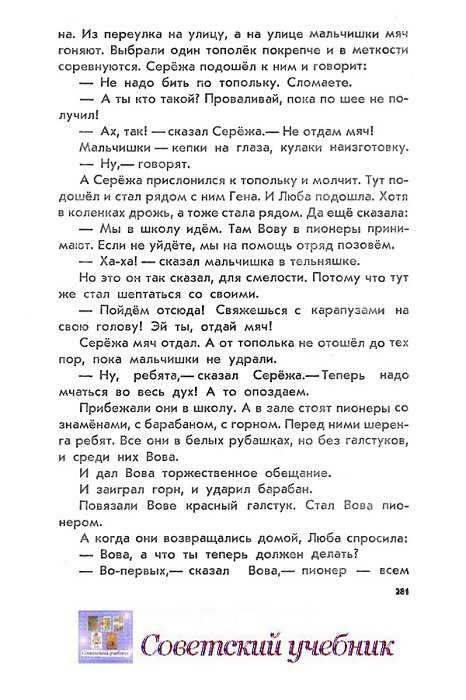 на. Из переулка на улицу, а на улице мальчишки мяч
гоняют. Выбрали один тополёк покрепче и в меткости
соревнуются. Серёжа подошёл к ним и говорит:
— Не надо бить по топольку. Сломаете.
— А ты кто такой? Проваливай, пока по шее не по-
лучил!
— Ах, так! — сказал Серёжа.— Не отдам мяч!
Мальчишки — кепки на глаза, кулаки наизготовку.
— Ну,— говорят.
А Серёжа прислонился к топольку и молчит. Тут по-
дошёл и стал рядом с ним Гена. И Люба подошла. Хотя
в коленках дрожь, а тоже стала рядом. Да ещё сказала:
— Мы в школу идём. Там Вову в пионеры прини-
мают. Если не уйдёте, мы на помощь отряд позовём.
— Ха-ха! — сказал мальчишка в тельняшке.
Но это он так сказал, для смелости. Потому что тут
же стал шептаться со своими.
— Пойдём отсюда! Свяжешься с карапузами на
свою голову! Эй ты, отдай мяч!
Серёжа мяч отдал. А от тополька не отошёл до тех
пор, пока мальчишки не удрали.
— Ну, ребята,— сказал Серёжа.— Теперь надо
мчаться во весь дух! А то опоздаем.
Прибежали они в школу. А в зале стоят пионеры со
знамёнами, с барабаном, с горном. Перед ними шерен-
га ребят. Все они в белых рубашках, но без галстуков,
и среди них Вова.
И дал Вова торжественное обещание.
И заиграл горн, и ударил барабан.
Повязали Вове красный галстук. Стал Вова пио-
нером.
А когда они возвращались домой, Люба спросила:
— Вова, а что ты теперь должен делать?
— Во-первых,— сказал Вова,— пионер — всем
281
Советский учебник
Советский учебник